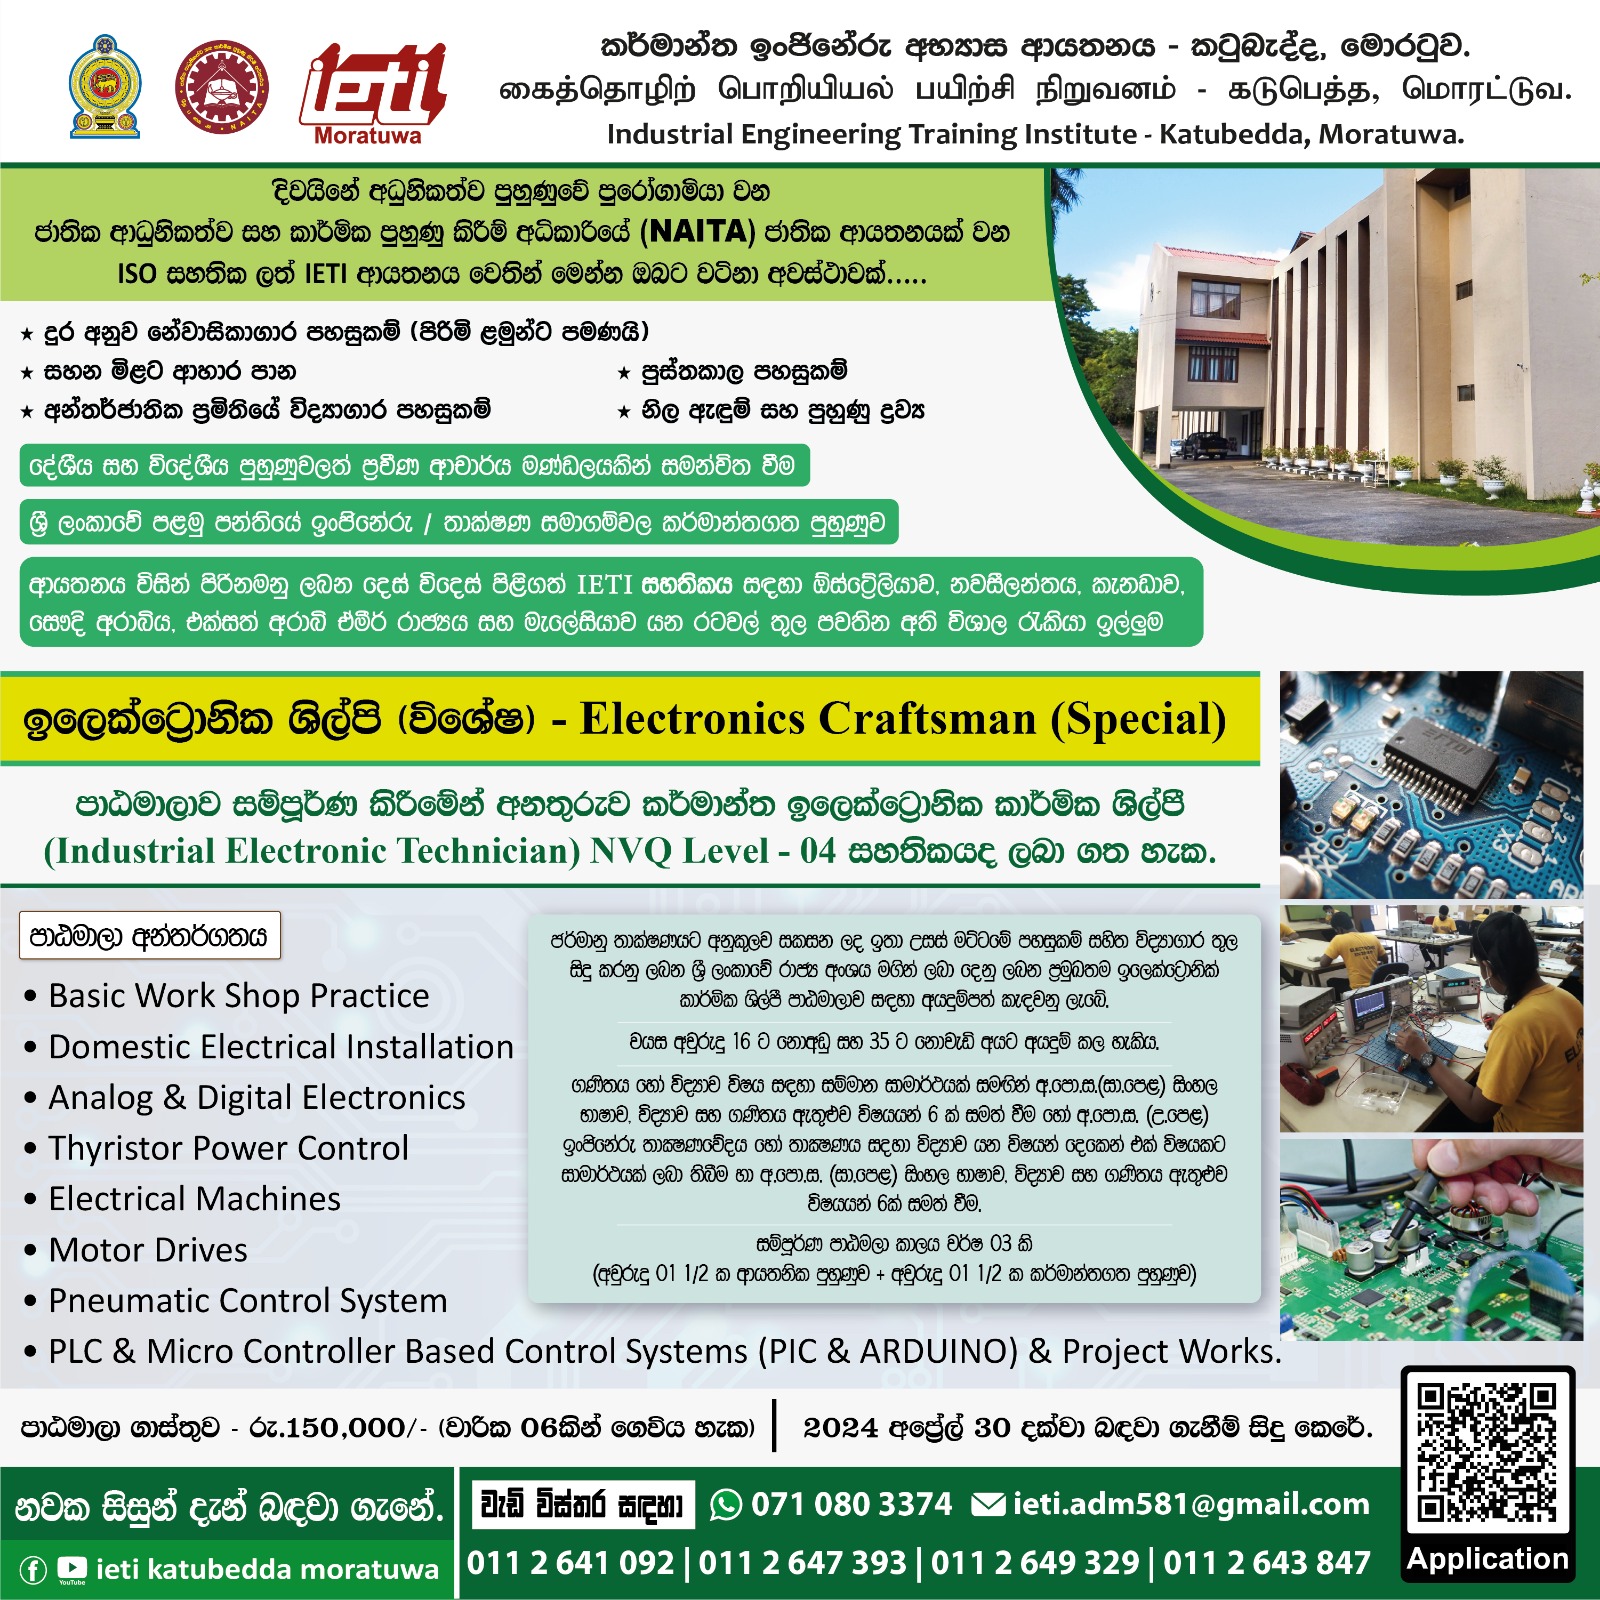 කර්මාන්ත ඉංජිනේරු අභ්‍යාස ආයතනය - කටුබැද්ද, මොරටුව.
கைத்தொழிற் பொறியியல் பயிற்சி நிறுவனம் - கடுபெத்த, மொரட்டுவ.
Industrial Engineering Training Institute - Katubedda, Moratuwa.
NAITA
ieti
Moratuwa
දිවයිනේ අධුනිකත්ව පුහුණුවේ පුරෝගාමියා වන
ජාතික ආධුනිකත්ව සහ කාර්මික පුහුණු කිරීම් අධිකාරියේ (NAITA) ජාතික ආයතනයක් වන
ISO සහතික ලත් IETI ආයතනය වෙතින් මෙන්න ඔබට වටිනා අවස්ථාවක්.....
★ දුර අනුව නේවාසිකාගාර පහසුකම් (පිරිමි ළමුන්ට පමණයි)
★ සහන මිළට ආහාර පාන
★ පුස්තකාල පහසුකම්
★ අන්තර්ජාතික ප්‍රමිතියේ විද්‍යාගාර පහසුකම්
★ නිල ඇඳුම් සහ පුහුණු ද්‍රව්‍ය
දේශීය සහ විදේශීය පුහුණුවලත් ප්‍රවීණ ආචාර්ය මණ්ඩලයකින් සමන්විත වීම
ශ්‍රී ලංකාවේ පළමු පන්තියේ ඉංජිනේරු / තාක්ෂණ සමාගම්වල කර්මාන්තගත පුහුණුව
ආයතනය විසින් පිරිනමනු ලබන දෙස් විදෙස් පිළිගත් IETI සහතිකය සඳහා ඕස්ට්‍රේලියාව, නවසීලන්තය, කැනඩාව,
සෞදි අරාබිය, එක්සත් අරාබි එමීර් රාජ්‍යය සහ මැලේසියාව යන රටවල් තුල පවතින අති විශාල රැකියා ඉල්ලුම
ඉලෙක්ට්‍රොනික ශිල්පි (විශේෂ) - Electronics Craftsman (Special)
පාඨමාලාව සම්පූර්ණ කිරීමෙන් අනතුරුව කර්මාන්ත ඉලෙක්ට්‍රොනික කාර්මික ශිල්පී
(Industrial Electronic Technician) NVQ Level - 04 සහතිකයද ලබා ගත හැක.
පාඨමාලා අන්තර්ගතය
• Basic Work Shop Practice
• Domestic Electrical Installation
• Analog & Digital Electronics
• Thyristor Power Control
• Electrical Machines
• Motor Drives
• Pneumatic Control System
• PLC & Micro Controller Based Control Systems (PIC & ARDUINO) & Project Works.
ජර්මානු තාක්ෂණයට අනුකූලව සකසන ලද ඉතා උසස් මට්ටමේ පහසුකම් සහිත විද්‍යාගාර තුල
සිදු කරනු ලබන ශ්‍රී ලංකාවේ රාජ්‍ය අංශය මගින් ලබා දෙනු ලබන ප්‍රමුඛතම ඉලෙක්ට්‍රොනික්
කාර්මික ශිල්පී පාඨමාලාව සඳහා අයදුම්පත් කැඳවනු ලැබේ.
වයස අවුරුදු 16 ට නොඅඩු සහ 35 ට නොවැඩි අයට අයදුම් කල හැකිය.
ගණිතය හෝ විද්‍යාව විෂය සඳහා සම්මාන සාමාර්ථයක් සමඟින් අ.පො.ස.(සා.පෙළ) සිංහල
භාෂාව, විද්‍යාව සහ ගණිතය ඇතුළුව විෂයයන් 6 ක් සමත් වීම හෝ අ.පො.ස. (උ.පෙළ)
ඉංජිනේරු තාක්‍ෂණවේදය හෝ තාක්‍ෂණය සඳහා විද්‍යාව යන විෂයන් දෙකෙන් එක් විෂයකට
සාමාර්ථයක් ලබා තිබීම හා අ.පො.ස. (සා.පෙළ) සිංහල භාෂාව, විද්‍යාව සහ ගණිතය ඇතුළුව
විෂයයන් 6ක් සමත් වීම.
සම්පූර්ණ පාඨමලා කාලය වර්ෂ 03 කි
(අවුරුදු 01 1/2 ක ආයතනික පුහුණුව + අවුරුදු 01 1/2 ක කර්මාන්තගත පුහුණුව)
පාඨමාලා ගාස්තුව - රු.150,000/- (වාරික 06කින් ගෙවිය හැක)
2024 අප්‍රේල් 30 දක්වා බඳවා ගැනීම් සිදු කෙරේ.
නවක සිසුන් දැන් බඳවා ගැනේ.
YouTube
ieti katubedda moratuwa
වැඩි විස්තර සඳහා
071 080 3374
ieti.adm581@gmail.com
011 2 641 092 | 011 2 647 393 | 011 2 649 329 | 011 2 643 847
Application